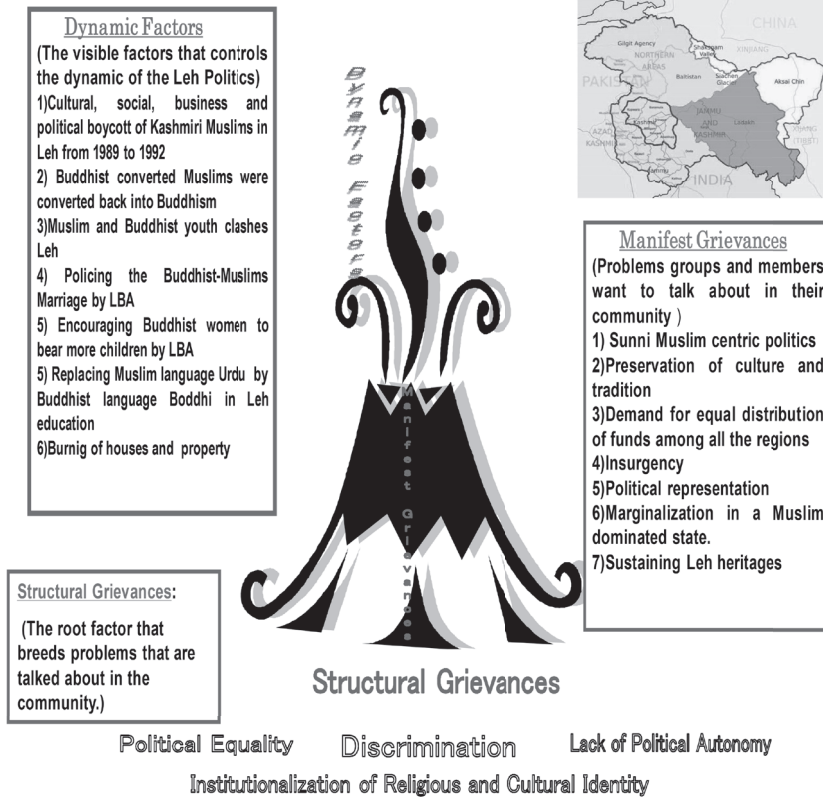 Dynamic Factors
(The visible factors that controls
the dynamic of the Leh Politics)
1)Cultural, social, business and
political boycott of Kashmiri Muslims in
Leh from 1989 to 1992
2) Buddhist converted Muslims were
converted back into Buddhism
3)Muslim and Buddhist youth clashes
Leh
4) Policing the Buddhist-Muslims
Marriage by LBA
5) Encouraging Buddhist women to
bear more children by LBA
5) Replacing Muslim language Urdu by
Buddhist language Boddhi in Leh
education
6)Burnig of houses and property
Dynamic Factors
Manifest Grievances
CHINA
Gilgit Agency
Shaksgam
Valley
XINJIANG
NORTHERN
AREAS
PAKISTAN
Baltistan
Siachen
Glacier
Aksai Chin
JAMMU
AND
KASHMIR
Ladakh
Kashmir
AZAD
KASHMIR
Jammu
(TIBET)
INDIA
Manifest Grievances
(Problems groups and members
want to talk about in their
community )
1) Sunni Muslim centric politics
2)Preservation of culture and
tradition
3)Demand for equal distribution
of funds among all the regions
4)Insurgency
5)Political representation
6)Marginalization in a Muslim
dominated state.
7)Sustaining Leh heritages
Structural Grievances:
(The root factor that
breeds problems that are
talked about in the
community.)
Structural Grievances
Political Equality
Discrimination
Lack of Political Autonomy
Institutionalization of Religious and Cultural Identity